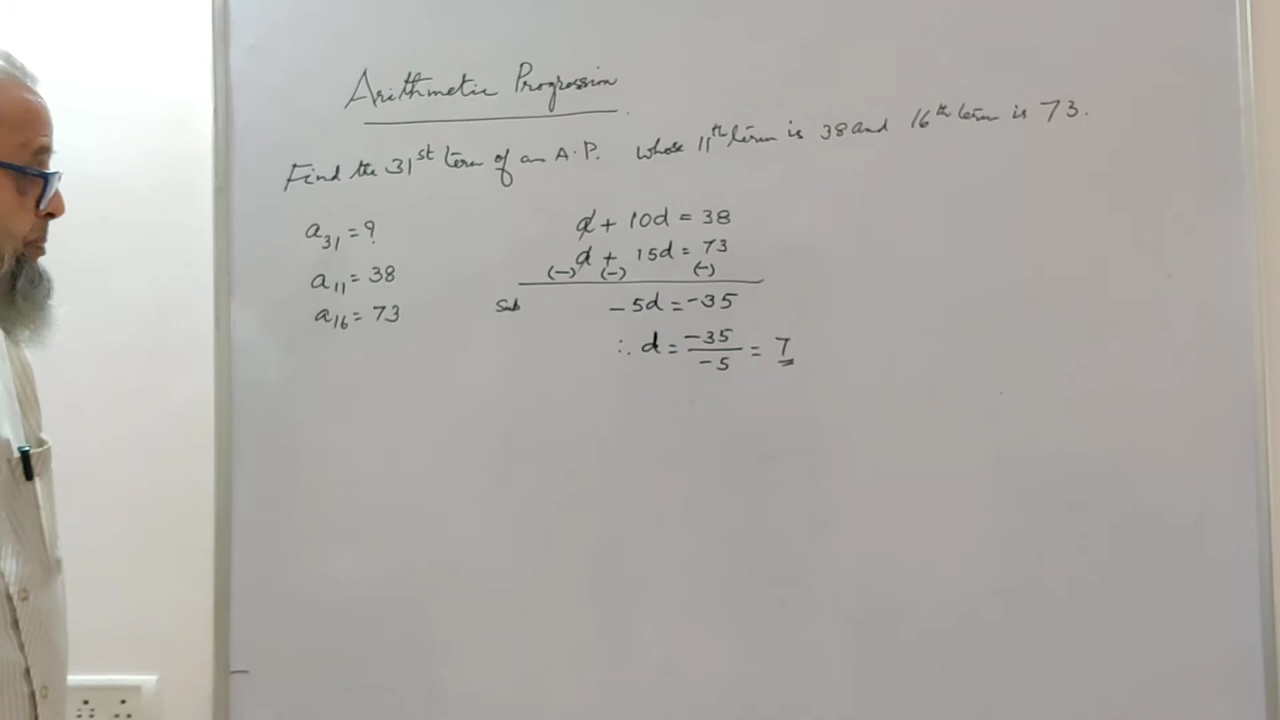 Arithmetic Progression
Find the 31st term of an A.P. whose 11th term is 38 and 16th term is 73.
a31 = ?
a11 = 38
a16 = 73
a + 10d = 38
a + 15d = 73
(-) (-) (-)
Sub - 5d = -35
∴ d = -35/-5 = 7